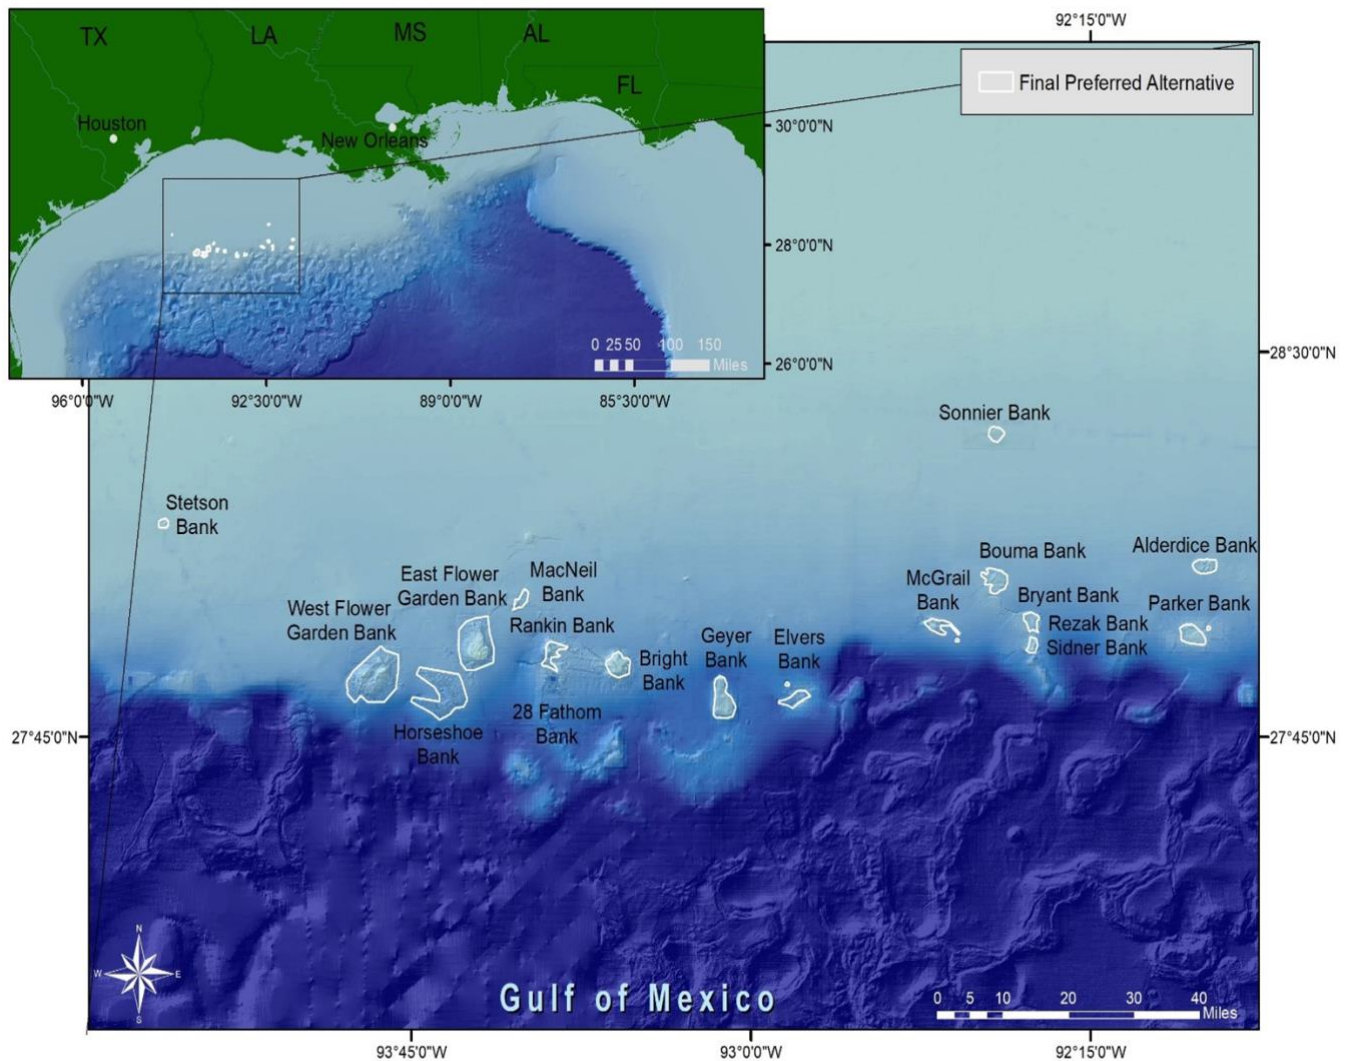 92°15'0"W
TX
LA
MS
AL
FL
Houston
New Orleans
Final Preferred Alternative
30°0'0"N
28°0'0"N
26°0'0"N
0 25 50 100 150
Miles
96°0'0"W
92°30'0"W
89°0'0"W
85°30'0"W
28°30'0"N
Sonnier Bank
Stetson
Bank
Bouma Bank
Alderdice Bank
East Flower
Garden Bank
MacNeil
Bank
McGrail
Bank
Bryant Bank
Parker Bank
West Flower
Garden Bank
Rankin Bank
Rezak Bank
Geyer
Bank
Elvers
Bank
Sidner Bank
Bright
Bank
28 Fathom
Bank
Horseshoe
Bank
27°45'0"N
27°45'0"N
N
W
E
S
Gulf of Mexico
0 5 10 20 30 40
Miles
93°45'0"W
93°0'0"W
92°15'0"W